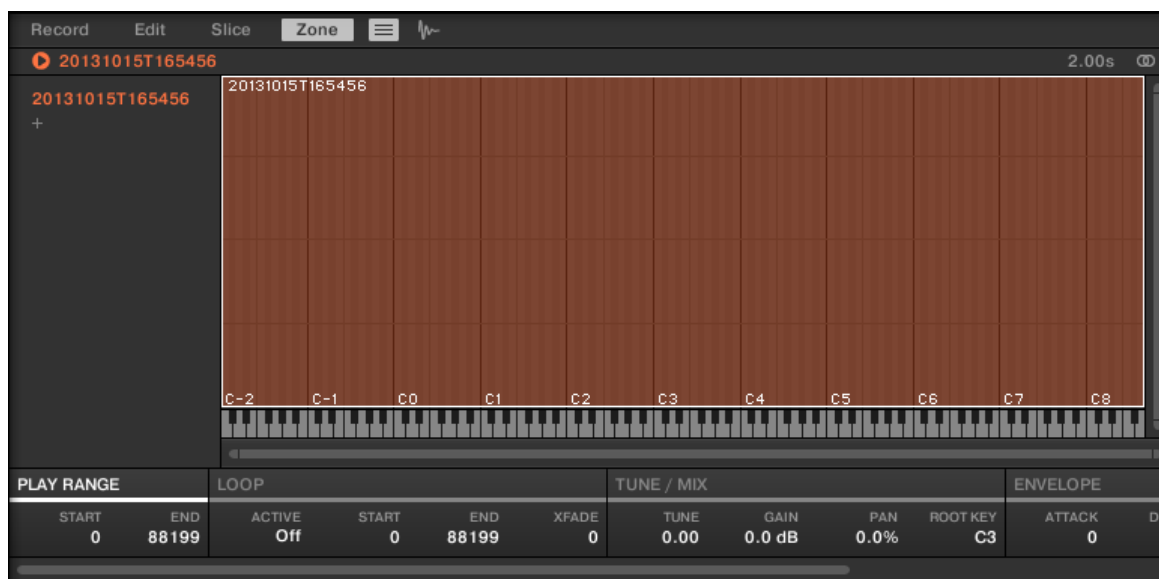 Record Edit Slice Zone
20131015T165456 2.00s
20131015T165456
+
20131015T165456
C-2 C-1 C0 C1 C2 C3 C4 C5 C6 C7 C8
PLAY RANGE LOOP TUNE / MIX ENVELOPE
START END ACTIVE START END XFADE TUNE GAIN PAN ROOT KEY ATTACK D
0 88199 Off 0 88199 0 0.00 0.0 dB 0.0% C3 0